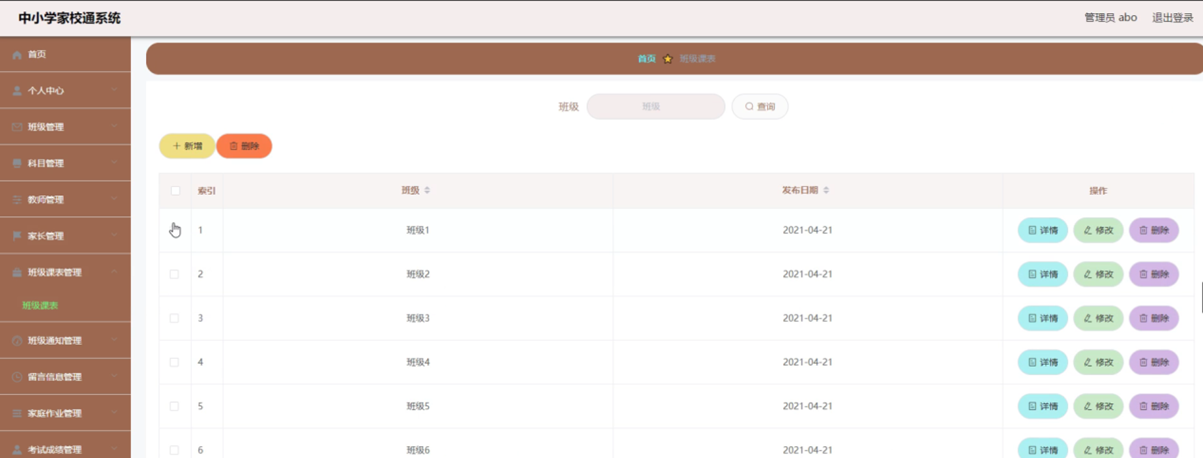 中小学家校通系统
管理员 abo 退出登录
首页
个人中心
班级管理
科目管理
教师管理
家长管理
班级课表管理
班级课表
班级通知管理
留言信息管理
家庭作业管理
考试成绩管理
首页 班级课表
班级 班级 查询
新增 删除
索引 班级 发布日期 操作
1 班级1 2021-04-21 详情 修改 删除
2 班级2 2021-04-21 详情 修改 删除
3 班级3 2021-04-21 详情 修改 删除
4 班级4 2021-04-21 详情 修改 删除
5 班级5 2021-04-21 详情 修改 删除
6 班级6 2021-04-21 详情 修改 删除